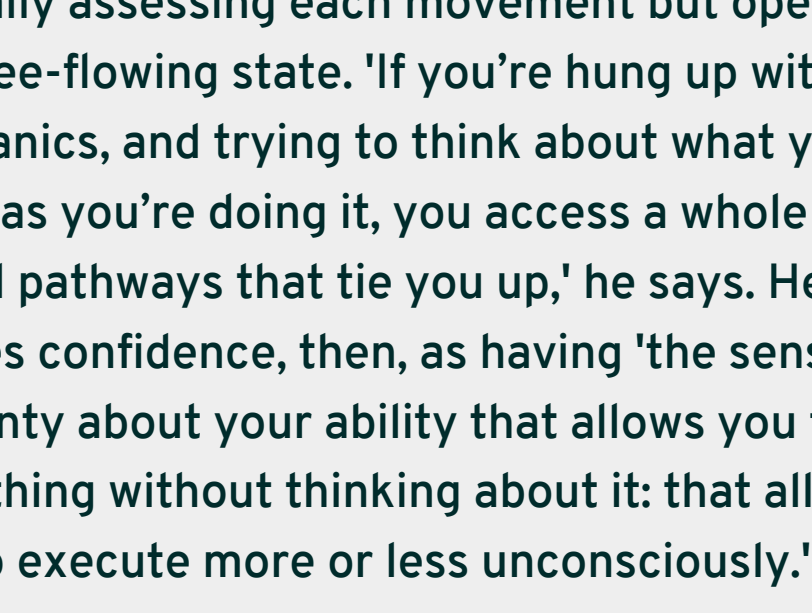 ally assessing each movement but ope
ee-flowing state. 'If you’re hung up wit
anics, and trying to think about what y
as you’re doing it, you access a whole
l pathways that tie you up,' he says. He
es confidence, then, as having 'the sens
nty about your ability that allows you t
thing without thinking about it: that all
o execute more or less unconsciously.'